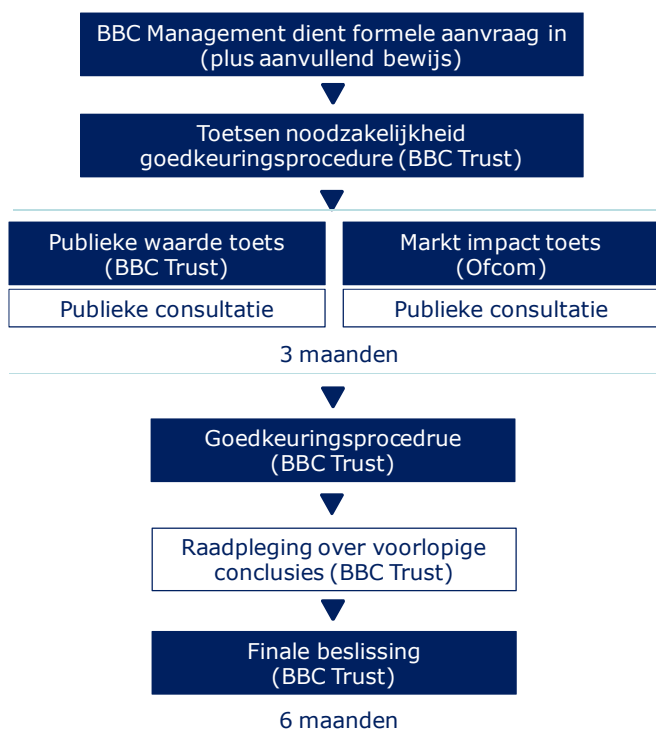 BBC Management dient formele aanvraag in
(plus aanvullend bewijs)
Toetsen noodzakelijkheid
goedkeuringsprocedure (BBC Trust)
Publieke waarde toets
(BBC Trust)
Publieke consultatie
Markt impact toets
(Ofcom)
Publieke consultatie
3 maanden
Goedkeuringsprocedrue
(BBC Trust)
Raadpleging over voorlopige
conclusies (BBC Trust)
Finale beslissing
(BBC Trust)
6 maanden